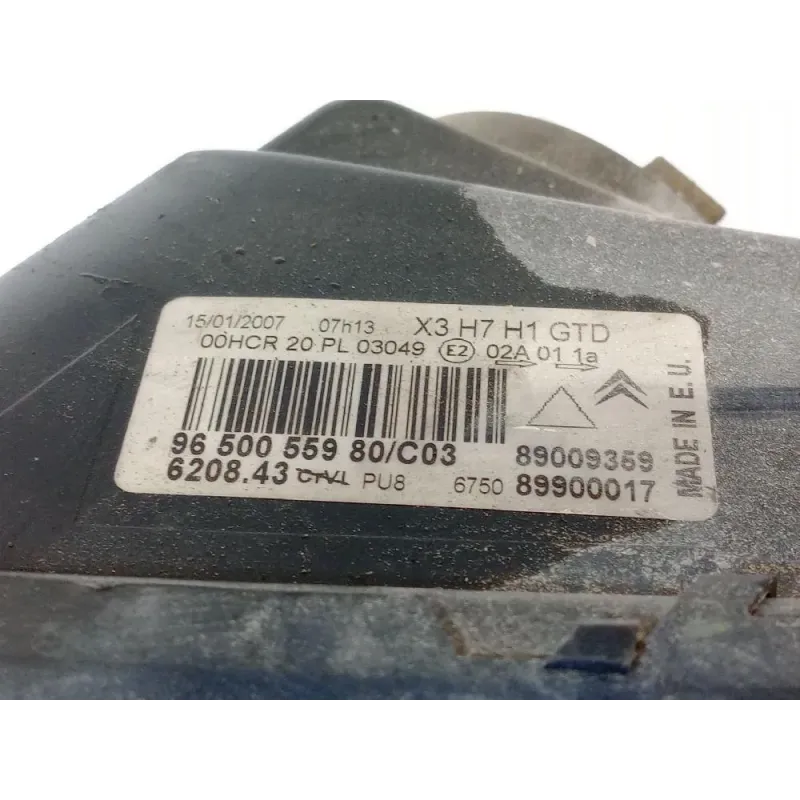 15/01/2007 07h13 X3 H7 H1 GTD
00HCR 20 PL 03049 E2 02A 01 1a
96 500 559 80/C03 89009359
6208.43 PU8 6750 89900017
MADE IN E.U.